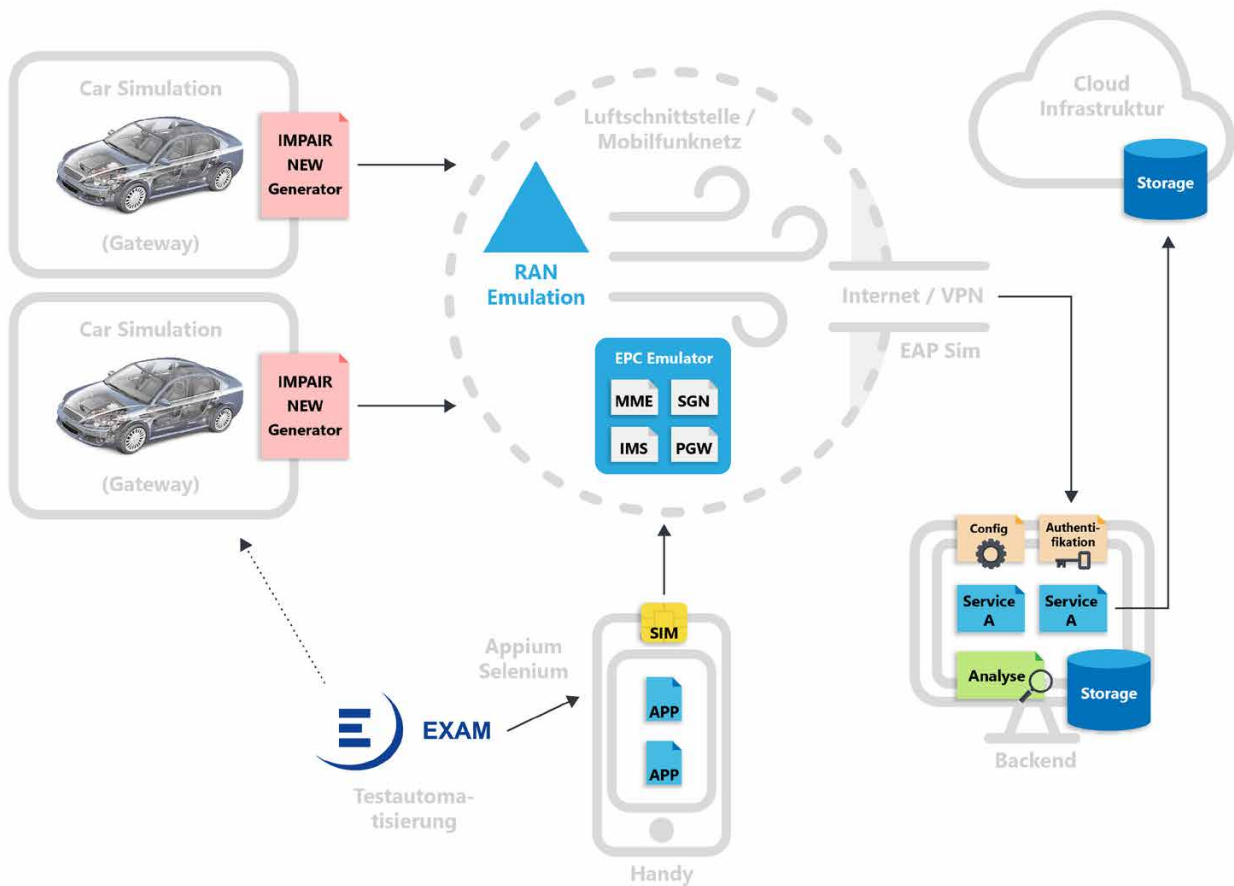 Car Simulation
IMPAIR
NEW
Generator
(Gateway)
Car Simulation
IMPAIR
NEW
Generator
(Gateway)
Luftschnittstelle /
Mobilfunknetz
RAN
Emulation
EPC Emulator
MME
SGN
IMS
PGW
Internet / VPN
EAP Sim
Cloud
Infrastruktur
Storage
Config
Authenti-
fikation
Service
A
Service
A
Analyse
Storage
Backend
Appium
Selenium
SIM
APP
APP
Handy
E
EXAM
Testautoma-
tisierung